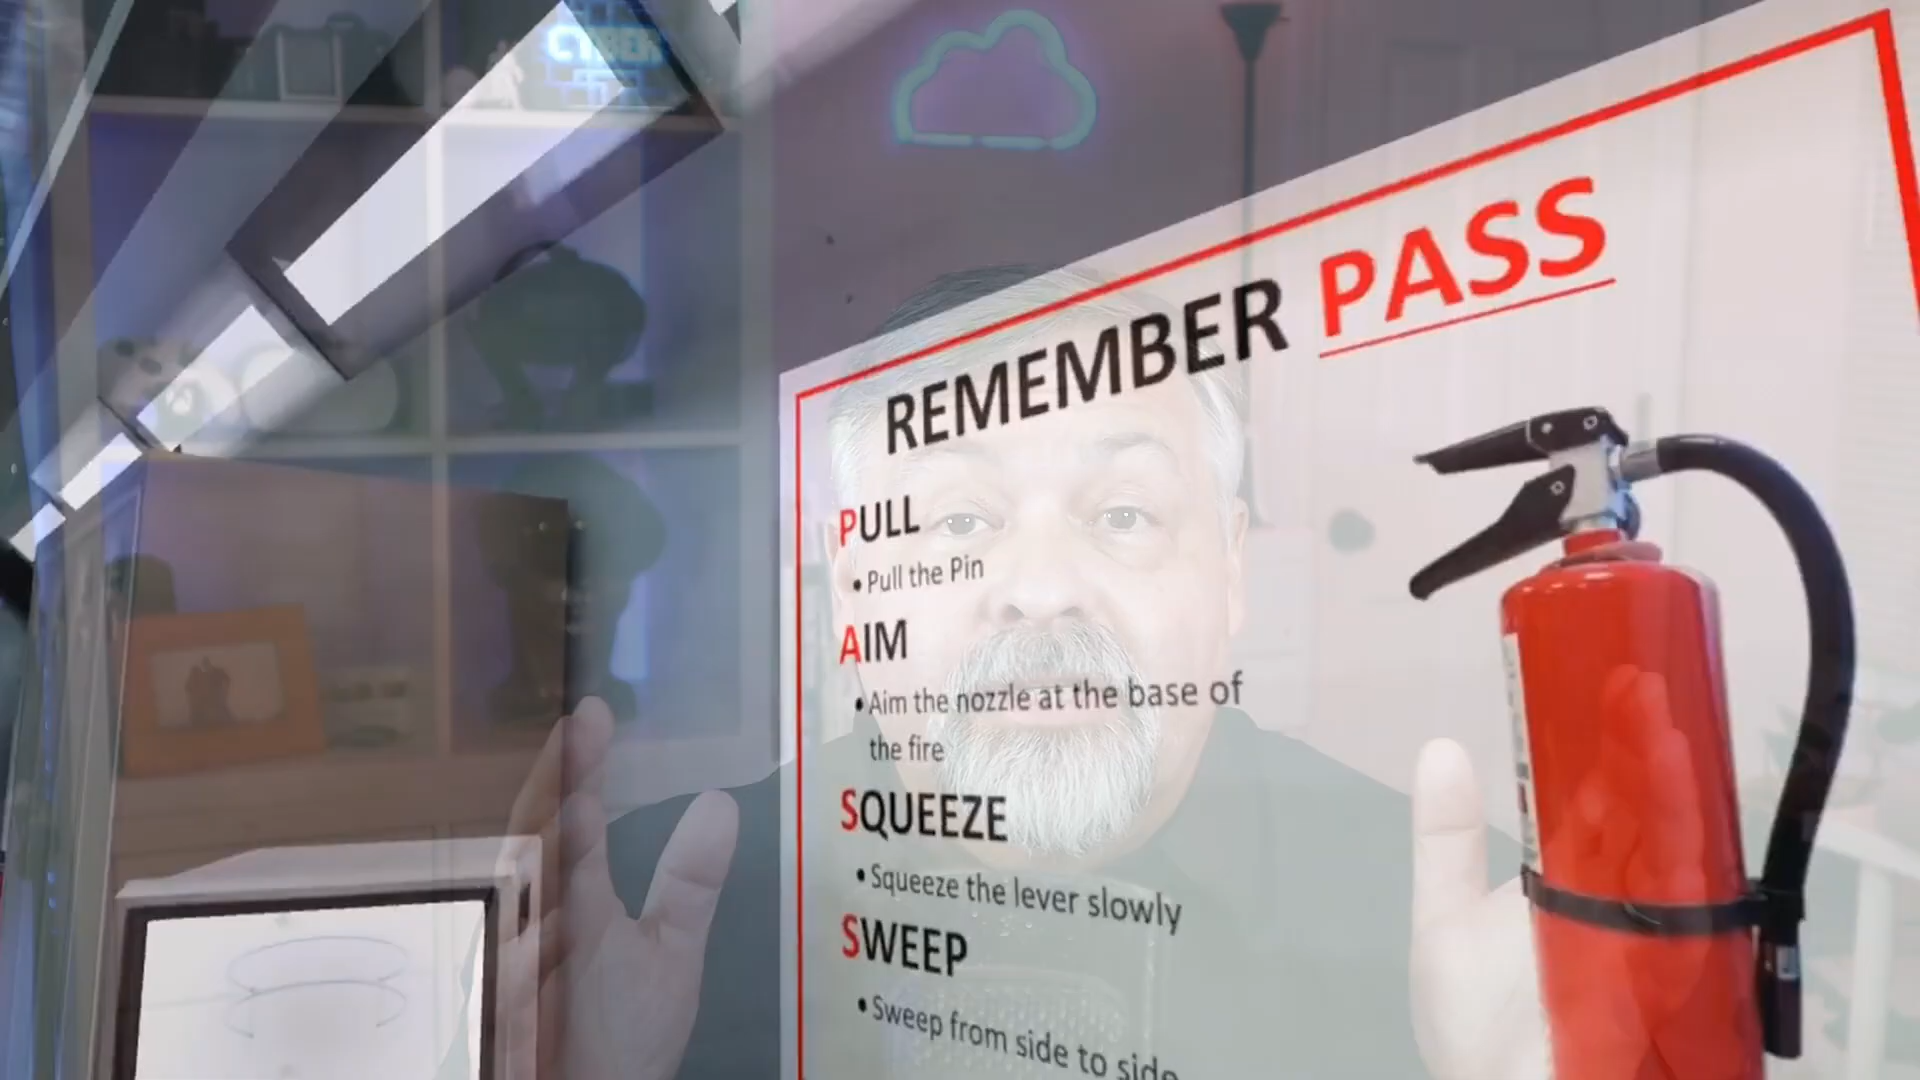 CYBER
REMEMBER PASS
PULL
• Pull the Pin
AIM
• Aim the nozzle at the base of
the fire
SQUEEZE
• Squeeze the lever slowly
SWEEP
• Sweep from side to side